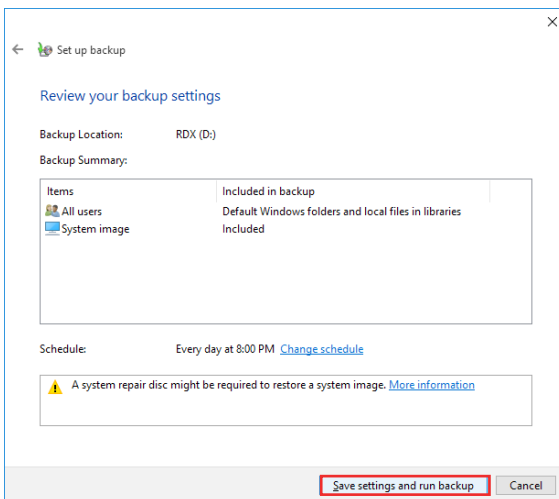 Set up backup
Review your backup settings
Backup Location: RDX (D:)
Backup Summary:
Items Included in backup
All users Default Windows folders and local files in libraries
System image Included
Schedule: Every day at 8:00 PM Change schedule
A system repair disc might be required to restore a system image. More information
Save settings and run backup Cancel